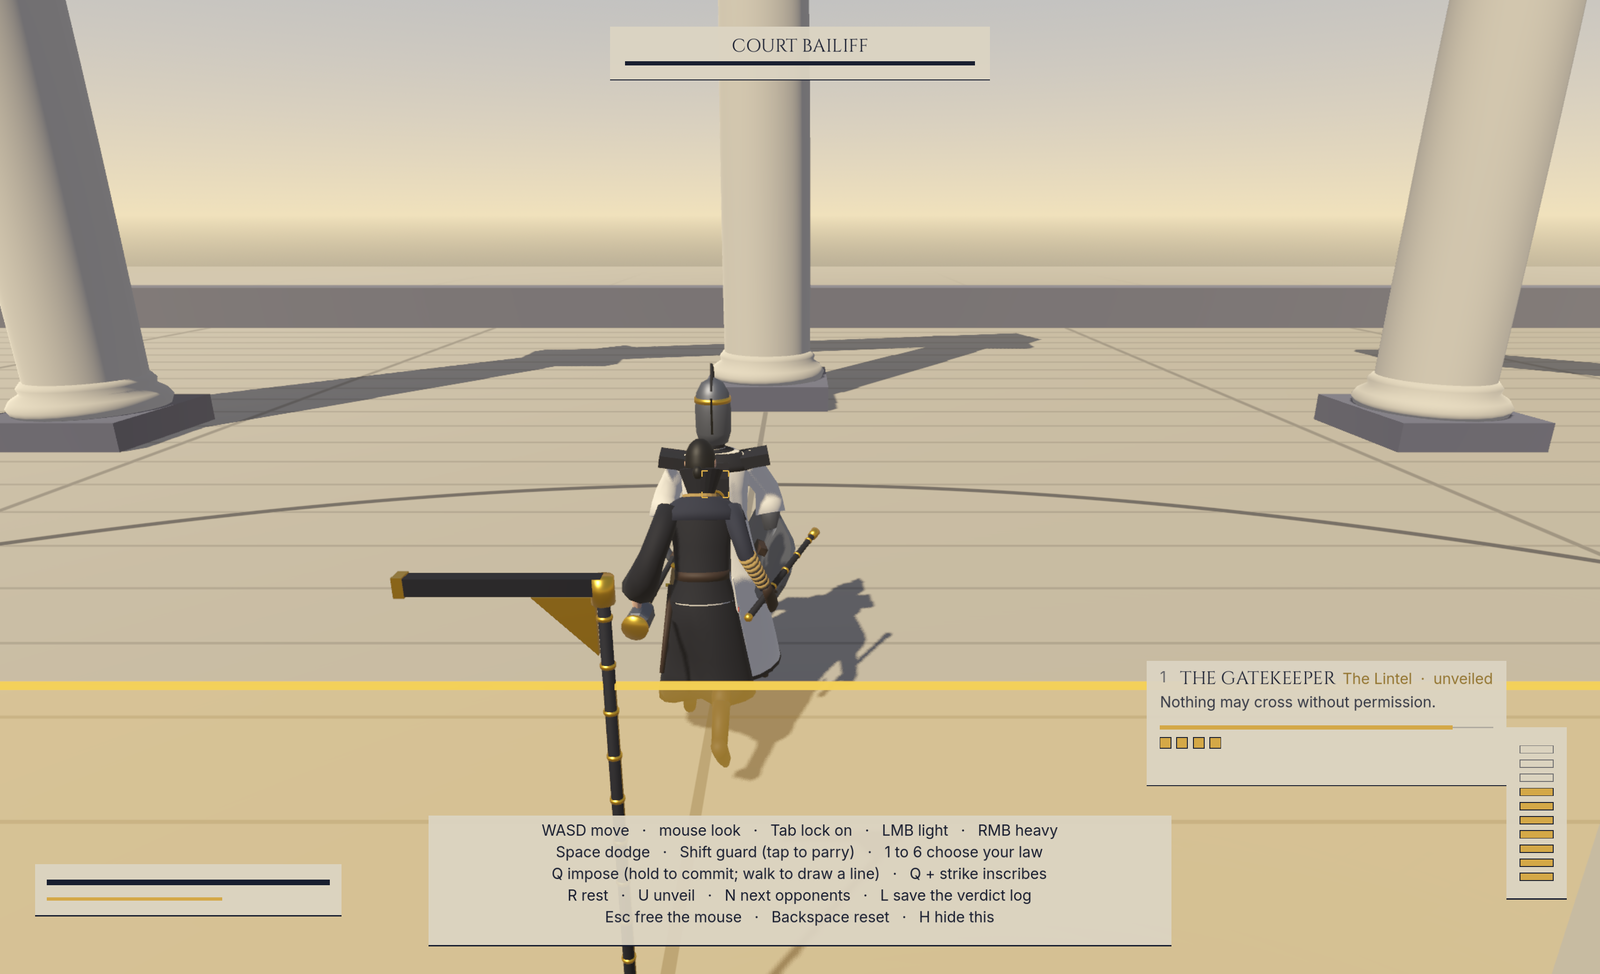 COURT BAILIFF
1 THE GATEKEEPER The Lintel · unveiled
Nothing may cross without permission.
WASD move · mouse look · Tab lock on · LMB light · RMB heavy
Space dodge · Shift guard (tap to parry) · 1 to 6 choose your law
Q impose (hold to commit; walk to draw a line) · Q + strike inscribes
R rest · U unveil · N next opponents · L save the verdict log
Esc free the mouse · Backspace reset · H hide this